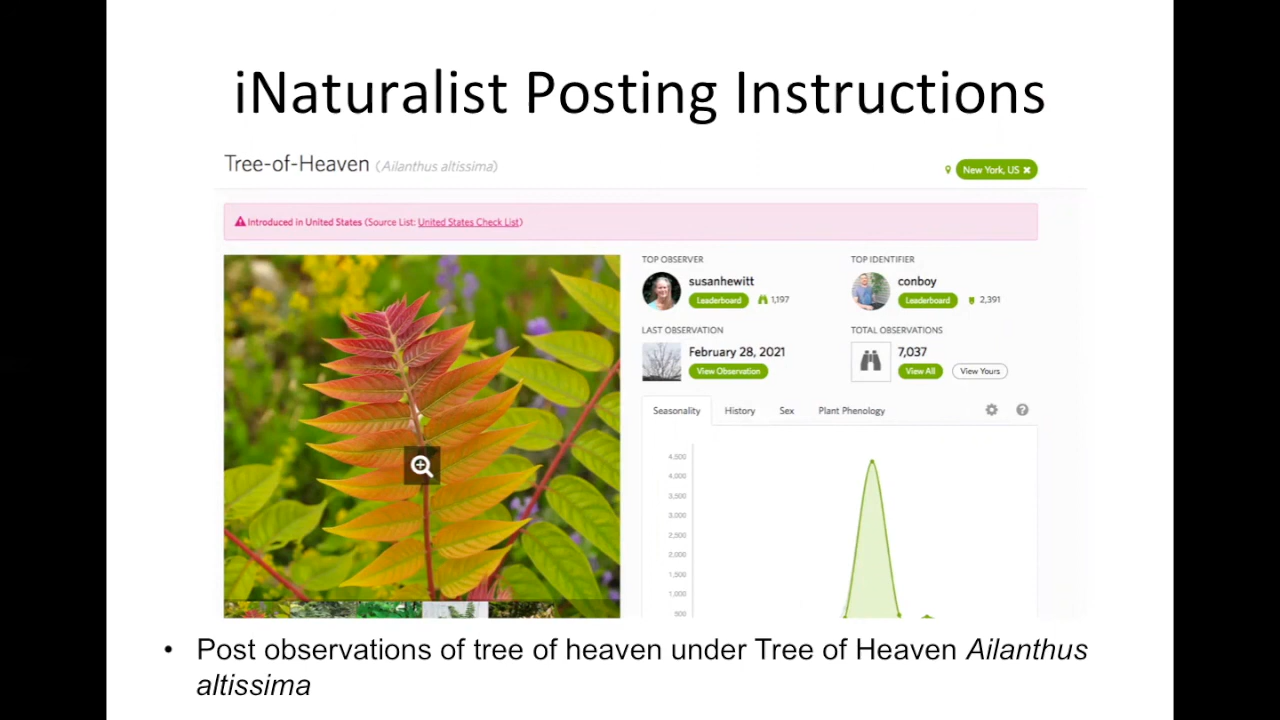 iNaturalist Posting Instructions
Tree-of-Heaven (Ailanthus altissima)
New York, US ✖
Introduced in United States (Source List: United States Check List)
TOP OBSERVER
susanhewitt
Leaderboard 1,197
TOP IDENTIFIER
conboy
Leaderboard 2,391
LAST OBSERVATION
February 28, 2021
View Observation
TOTAL OBSERVATIONS
7,037
View All View Yours
Seasonality History Sex Plant Phenology
4,500
4,000
3,500
3,000
2,500
2,000
1,500
1,000
500
• Post observations of tree of heaven under Tree of Heaven Ailanthus
altissima